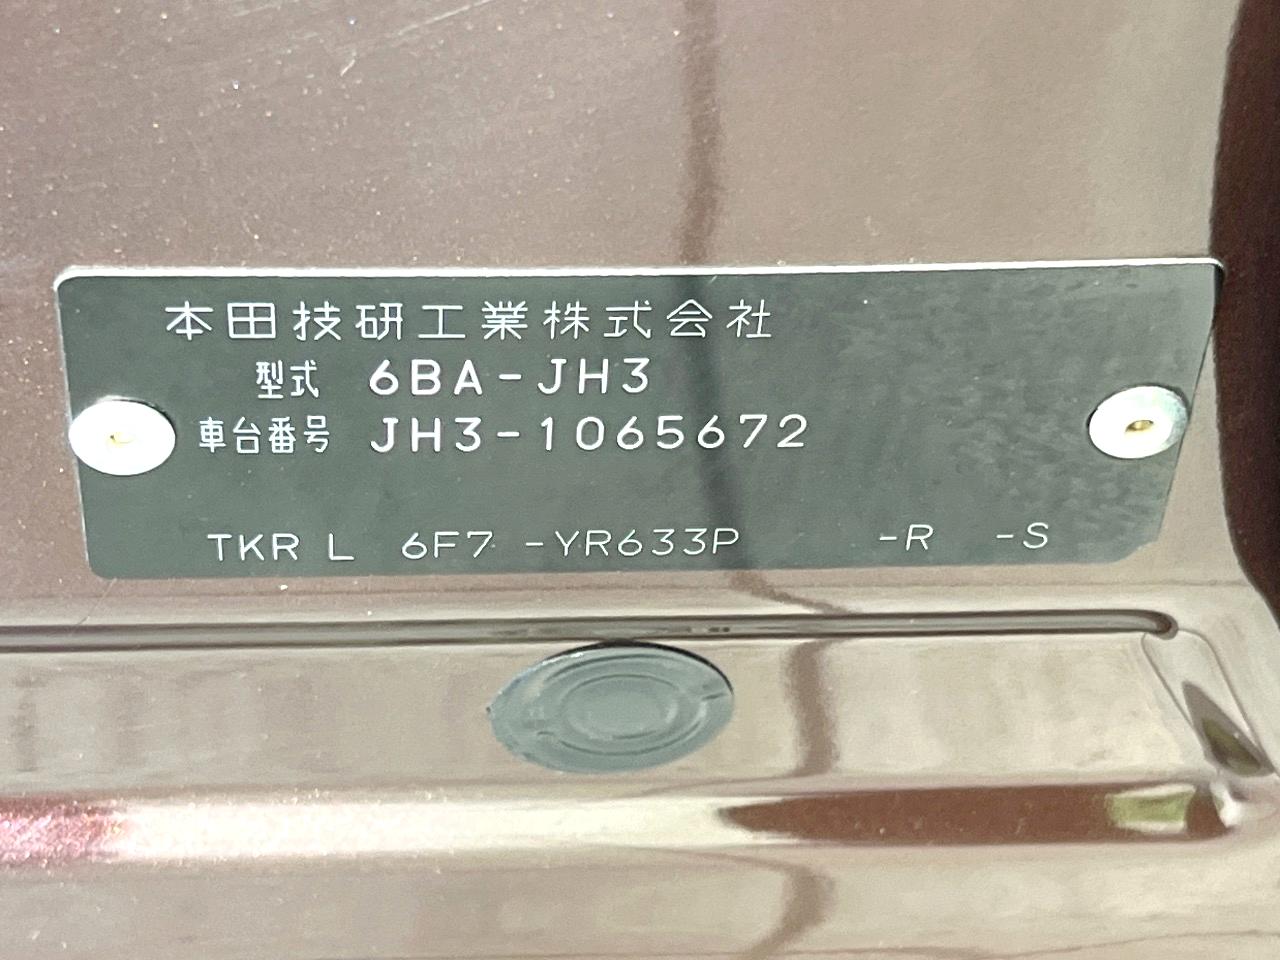 本田技研工業株式会社
型式 6BA-JH3
車台番号 JH3-1065672
TKR L 6F7 -YR633P -R -S